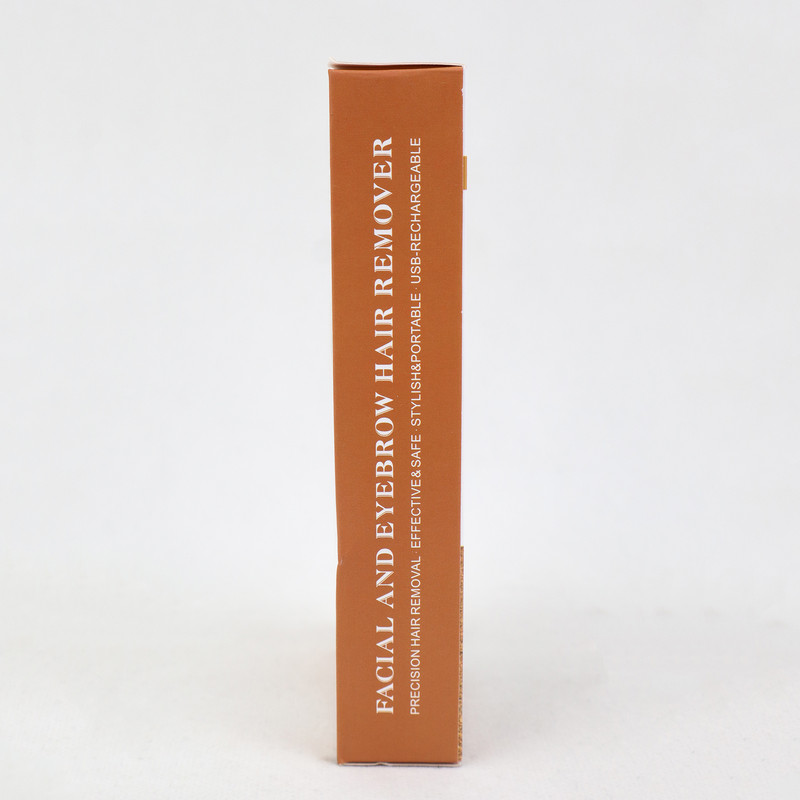 FACIAL AND EYEBROW HAIR REMOVER
PRECISION HAIR REMOVAL · EFFECTIVE & SAFE · STYLISH&PORTABLE · USB-RECHARGEABLE